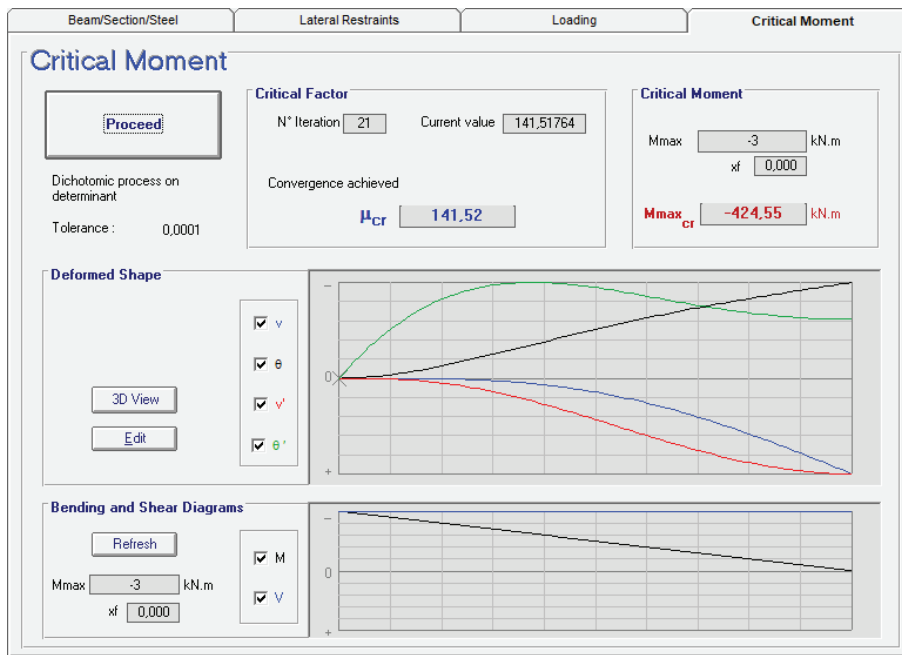 Beam/Section/Steel Lateral Restraints Loading Critical Moment
Critical Moment
Proceed
Dichotomic process on
determinant
Tolerance : 0,0001
Critical Factor
N° Iteration 21 Current value 141,51764
Convergence achieved
μcr 141,52
Critical Moment
Mmax -3 kN.m
xf 0,000
Mmax cr -424,55 kN.m
Deformed Shape
v
θ
v'
θ'
3D View
Edit
–
0
+
Bending and Shear Diagrams
Refresh
Mmax -3 kN.m
xf 0,000
M
V
–
0
+